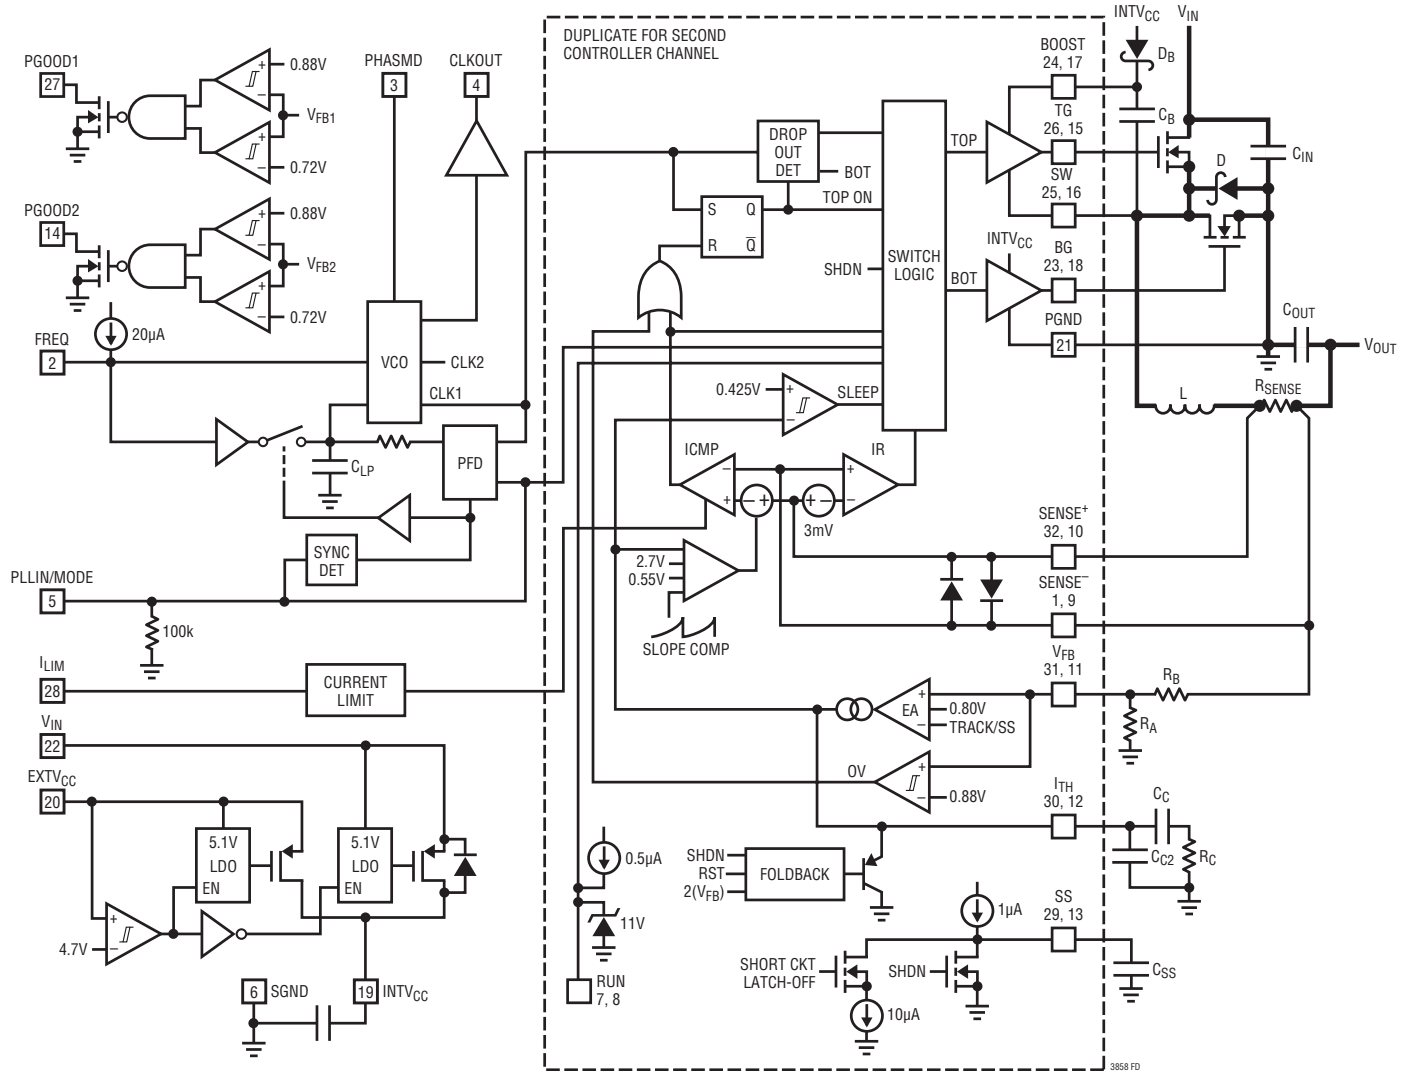 DUPLICATE FOR SECOND
CONTROLLER CHANNEL
PGOOD1
27
0.88V
VFB1
0.72V
PGOOD2
14
0.88V
VFB2
0.72V
PHASMD
3
CLKOUT
4
FREQ
2
20µA
VCO
CLK2
CLK1
CLP
PFD
SYNC
DET
PLLIN/MODE
5
100k
ILIM
28
CURRENT
LIMIT
VIN
22
EXTVCC
20
5.1V
LDO
EN
5.1V
LDO
EN
4.7V
6
SGND
19
INTVCC
DROP
OUT
DET
BOT
TOP ON
S
Q
R
Q̅
SHDN
SWITCH
LOGIC
TOP
BOT
INTVCC
0.425V
SLEEP
ICMP
IR
3mV
2.7V
0.55V
SLOPE COMP
EA
0.80V
TRACK/SS
OV
0.88V
0.5µA
11V
RUN
7, 8
SHDN
RST
2(VFB)
FOLDBACK
1µA
SHORT CKT
LATCH-OFF
SHDN
10µA
BOOST
24, 17
TG
26, 15
SW
25, 16
BG
23, 18
PGND
21
SENSE+
32, 10
SENSE–
1, 9
VFB
31, 11
ITH
30, 12
SS
29, 13
INTVCC
VIN
DB
CB
D
CIN
COUT
VOUT
L
RSENSE
RB
RA
CC
CC2
RC
CSS
3858 FD